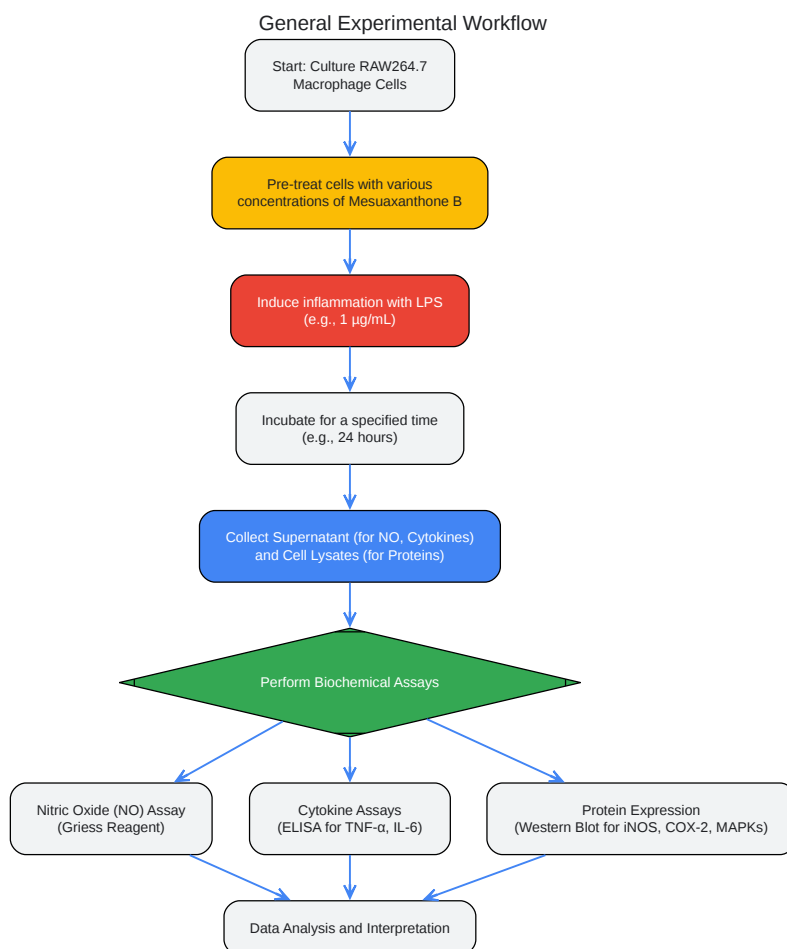 General Experimental Workflow
Start: Culture RAW264.7
Macrophage Cells
Pre-treat cells with various
concentrations of Mesuaxanthone B
Induce inflammation with LPS
(e.g., 1 µg/mL)
Incubate for a specified time
(e.g., 24 hours)
Collect Supernatant (for NO, Cytokines)
and Cell Lysates (for Proteins)
Perform Biochemical Assays
Nitric Oxide (NO) Assay
(Griess Reagent)
Cytokine Assays
(ELISA for TNF-α, IL-6)
Protein Expression
(Western Blot for iNOS, COX-2, MAPKs)
Data Analysis and Interpretation